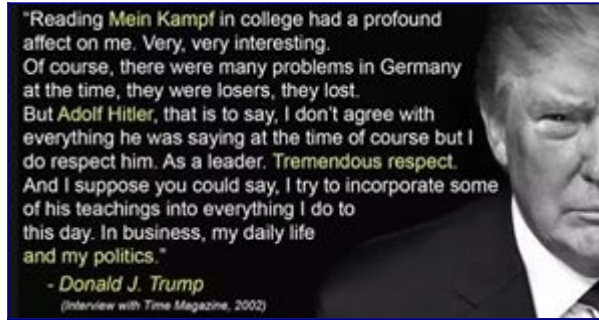 "Reading Mein Kampf in college had a profound
affect on me. Very, very interesting.
Of course, there were many problems in Germany
at the time, they were losers, they lost.
But Adolf Hitler, that is to say, I don't agree with
everything he was saying at the time of course but I
do respect him. As a leader. Tremendous respect.
And I suppose you could say, I try to incorporate some
of his teachings into everything I do to
this day. In business, my daily life
and my politics."
- Donald J. Trump
(Interview with Time Magazine, 2002)